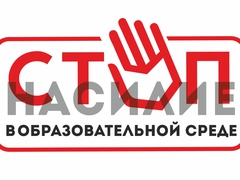 СТОП
НАСИЛИЕ
В ОБРАЗОВАТЕЛЬНОЙ СРЕДЕ